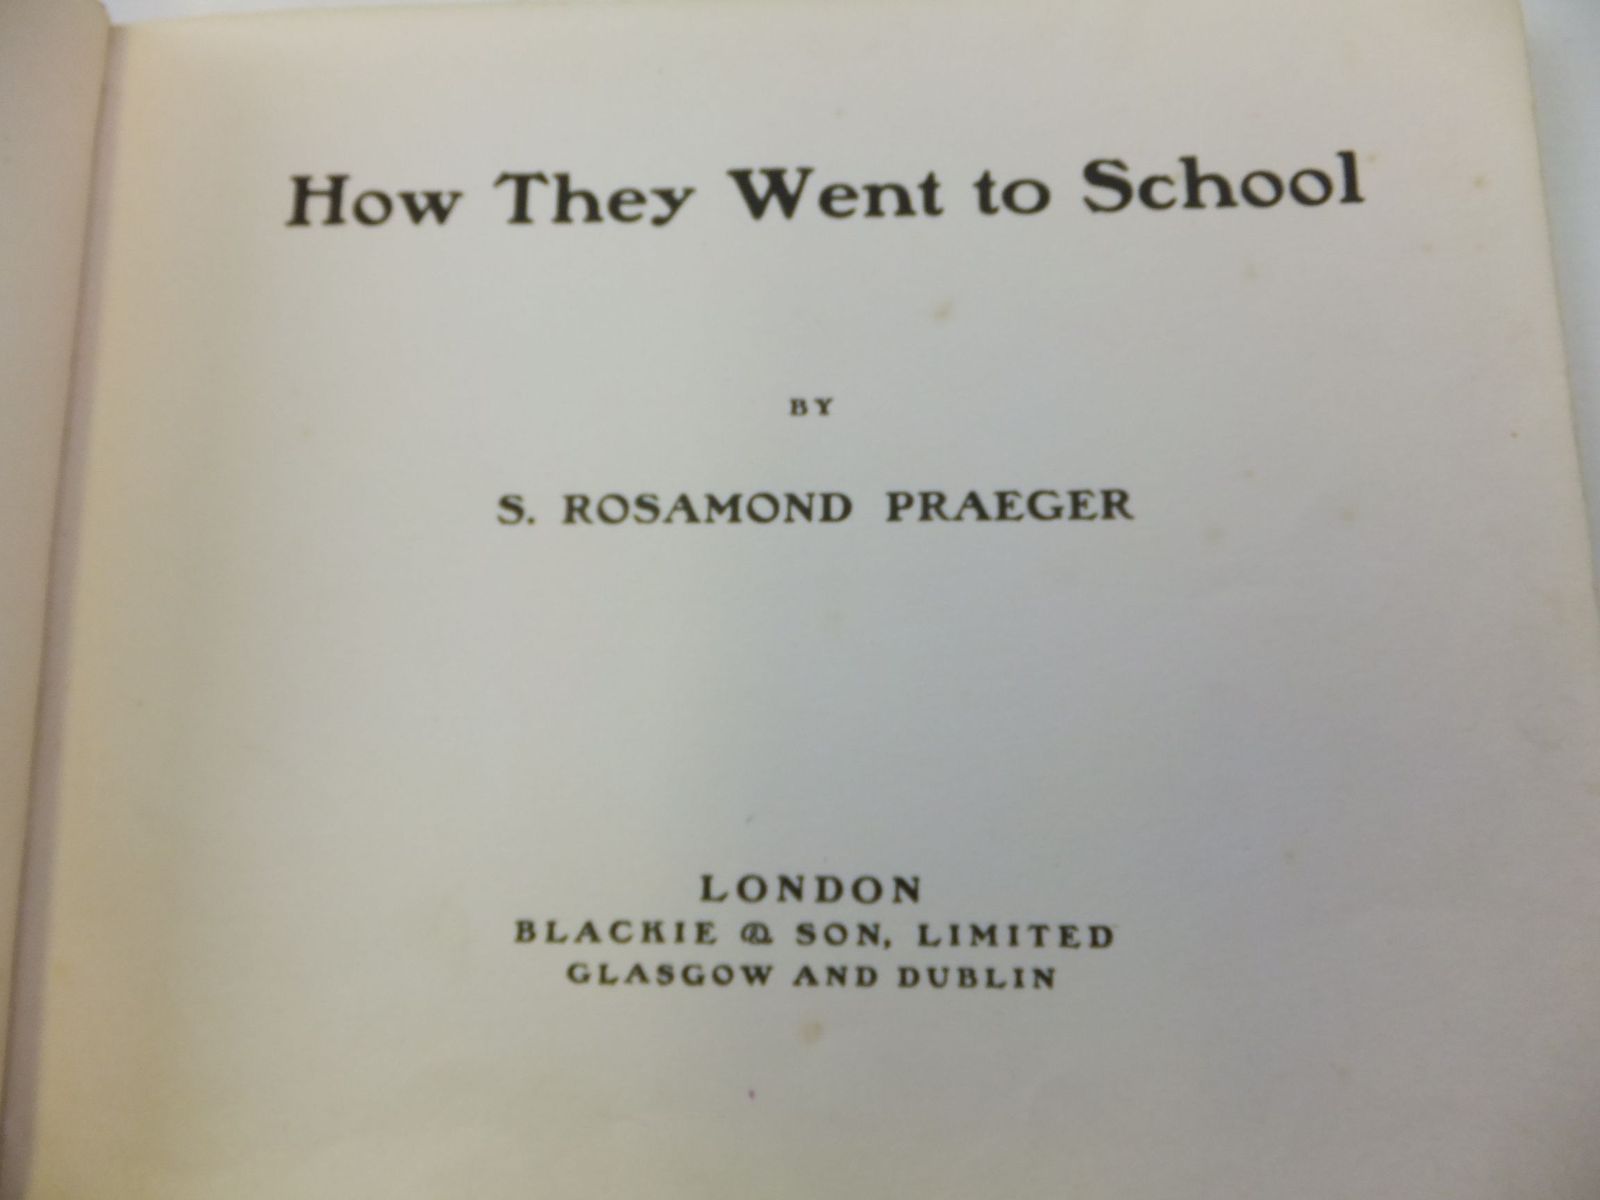 How They Went to School
BY
S. ROSAMOND PRAEGER
LONDON
BLACKIE & SON, LIMITED
GLASGOW AND DUBLIN